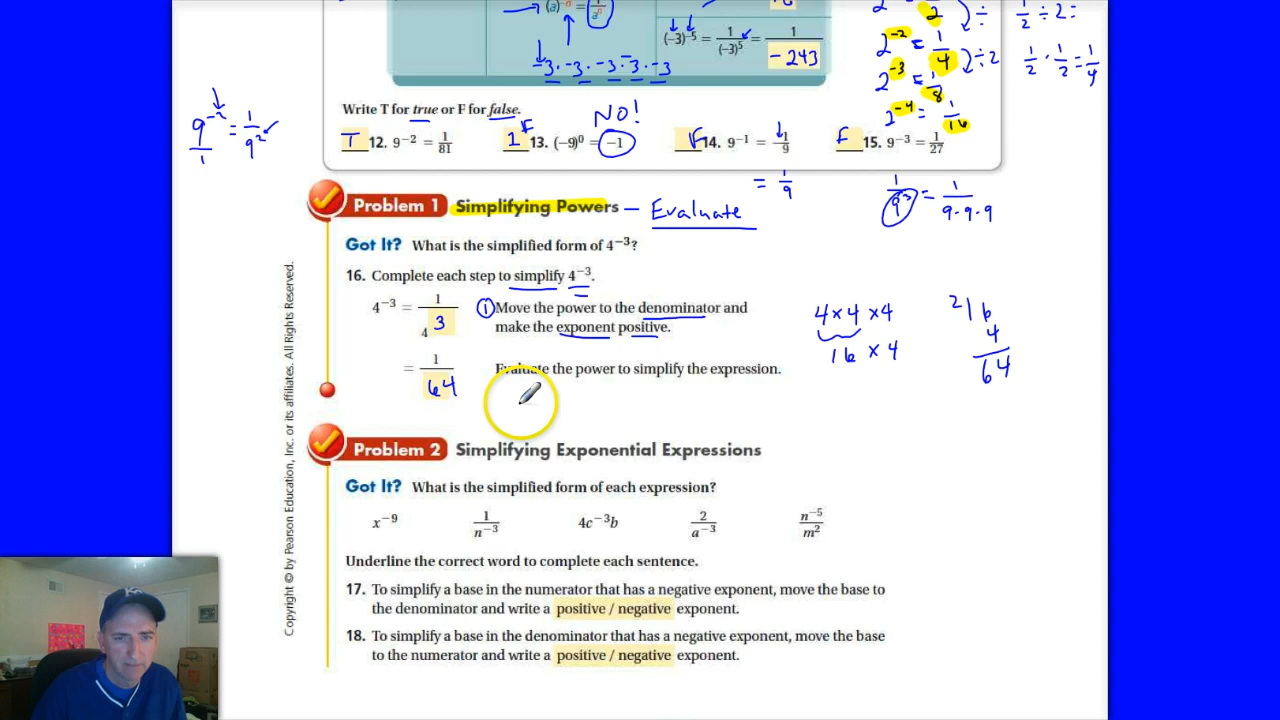 (a)⁻ⁿ = 1/aⁿ
(−3)⁻⁵ = 1/(−3)⁵ = 1/−243
−3·−3·−3·−3·−3
2
1/2 ÷ 2 =
2⁻² = 1/4 ÷2
1/2 · 1/2 = 1/4
2⁻³ = 1/8
2⁻⁴ = 1/16
Write T for true or F for false.
NO!
9⁻²/1 = 1/9²
T 12. 9⁻² = 1/81
1 F 13. (−9)⁰ = −1
F 14. 9⁻¹ = −1/9
F 15. 9⁻³ = 1/27
= 1/9
1/9³ = 1/9·9·9
Problem 1 Simplifying Powers – Evaluate
Got It? What is the simplified form of 4⁻³?
16. Complete each step to simplify 4⁻³.
4⁻³ = 1/4³
① Move the power to the denominator and
make the exponent positive.
4×4×4
16×4
²16
4
64
= 1/64
Evaluate the power to simplify the expression.
Problem 2 Simplifying Exponential Expressions
Got It? What is the simplified form of each expression?
x⁻⁹ 1/n⁻³ 4c⁻³b 2/a⁻³ n⁻⁵/m²
Underline the correct word to complete each sentence.
17. To simplify a base in the numerator that has a negative exponent, move the base to
the denominator and write a positive / negative exponent.
18. To simplify a base in the denominator that has a negative exponent, move the base
to the numerator and write a positive / negative exponent.
Copyright © by Pearson Education, Inc. or its affiliates. All Rights Reserved.